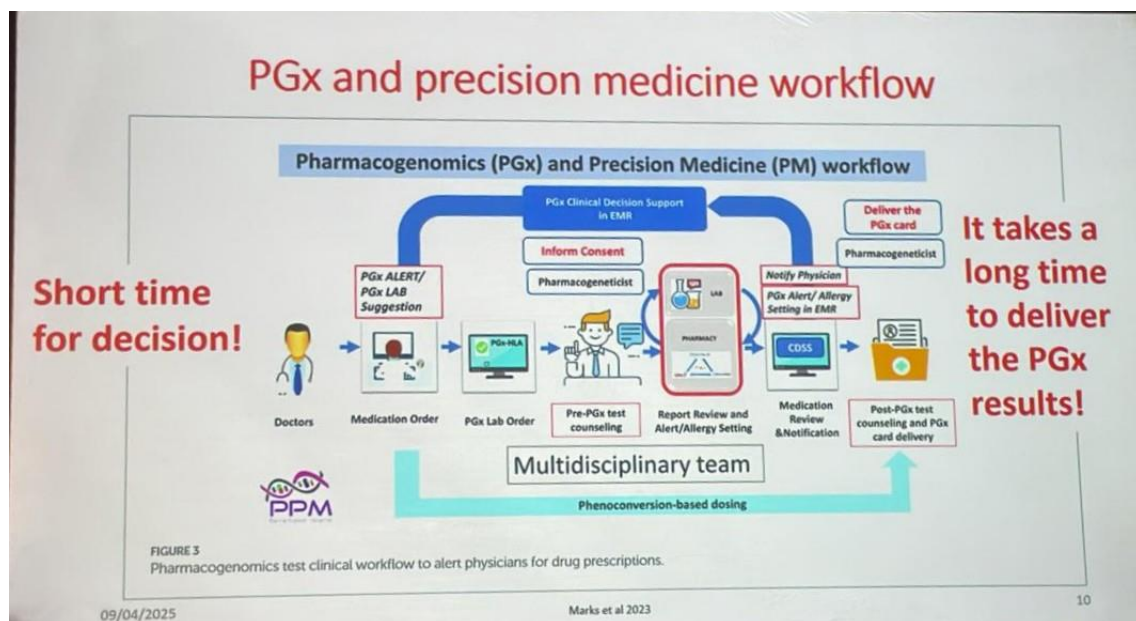 PGx and precision medicine workflow
Pharmacogenomics (PGx) and Precision Medicine (PM) workflow
PGx Clinical Decision Support
in EMR
Deliver the
PGx card
Pharmacogeneticist
Inform Consent
Pharmacogeneticist
PGx ALERT/
PGx LAB
Suggestion
Notify Physician
PGx Alert/ Allergy
Setting in EMR
Short time
for decision!
It takes a
long time
to deliver
the PGx
results!
PGx-HLA
LAB
PHARMACY
CDSS
Doctors
Medication Order
PGx Lab Order
Pre-PGx test
counseling
Report Review and
Alert/Allergy Setting
Medication
Review
&Notification
Post-PGx test
counseling and PGx
card delivery
Multidisciplinary team
Phenoconversion-based dosing
PPM
FIGURE 3
Pharmacogenomics test clinical workflow to alert physicians for drug prescriptions.
09/04/2025
Marks et al 2023
10